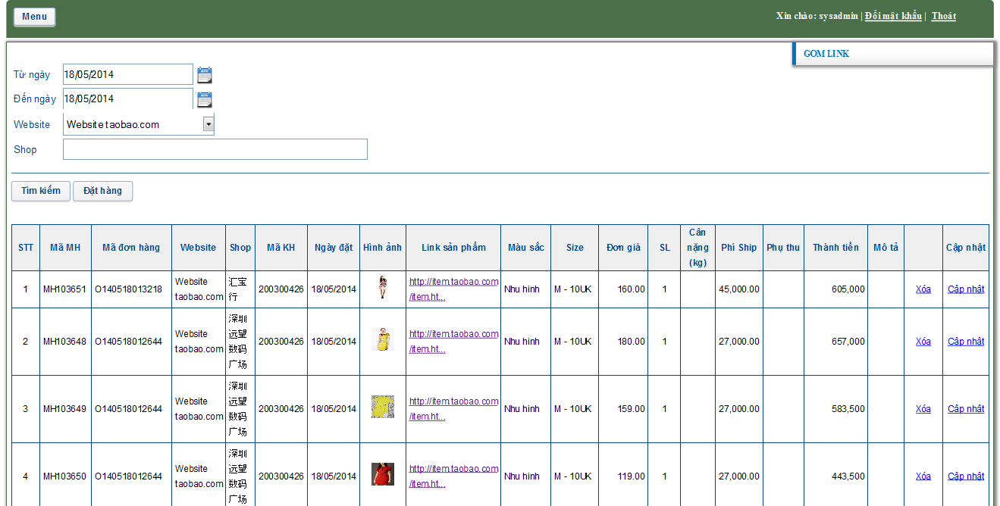 Menu
Xin chào: sysadmin | Đổi mật khẩu | Thoát
GOM LINK
Từ ngày 18/05/2014
Đến ngày 18/05/2014
Website Website taobao.com
Shop
Tìm kiếm Đặt hàng
STT Mã MH Mã đơn hàng Website Shop Mã KH Ngày đặt Hình ảnh Link sản phẩm Màu sắc Size Đơn giá SL Cân nặng (kg) Phí Ship Phụ thu Thành tiền Mô tả Cập nhật
1 MH103651 O140518013218 Website taobao.com 汇宝行 200300426 18/05/2014 http://item.taobao.com/item.ht... Nhu hinh M - 10UK 160.00 1 45,000.00 605,000 Xóa Cập nhật
2 MH103648 O140518012644 Website taobao.com 深圳远望数码广场 200300426 18/05/2014 http://item.taobao.com/item.ht... Nhu hinh M - 10UK 180.00 1 27,000.00 657,000 Xóa Cập nhật
3 MH103649 O140518012644 Website taobao.com 深圳远望数码广场 200300426 18/05/2014 http://item.taobao.com/item.ht... Nhu hinh M - 10UK 159.00 1 27,000.00 583,500 Xóa Cập nhật
4 MH103650 O140518012644 Website taobao.com 深圳远望数码广场 200300426 18/05/2014 http://item.taobao.com/item.ht... Nhu hinh M - 10UK 119.00 1 27,000.00 443,500 Xóa Cập nhật